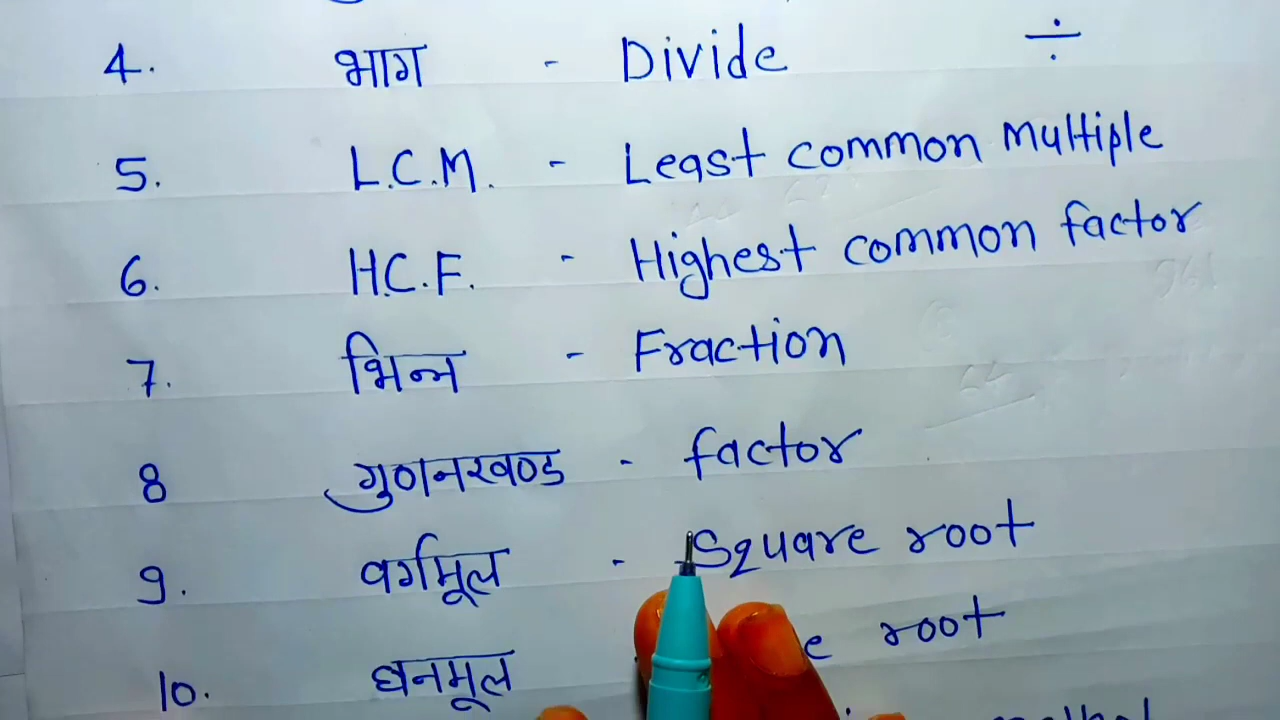 4. भाग - Divide ÷
5. L.C.M. - Least common multiple
6. H.C.F. - Highest common factor
7. भिन्न - Fraction
8 गुणनखण्ड - factor
9. वर्गमूल - Square root
10. घनमूल root